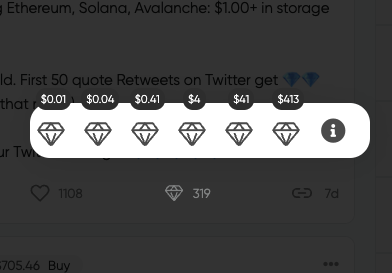 g Ethereum, Solana, Avalanche: $1.00+ in storage
ld. First 50 quote Retweets on Twitter get 💎💎
that
$0.01 $0.04 $0.41 $4 $41 $413
ur Twi
1108 319 7d
$705.46 Buy